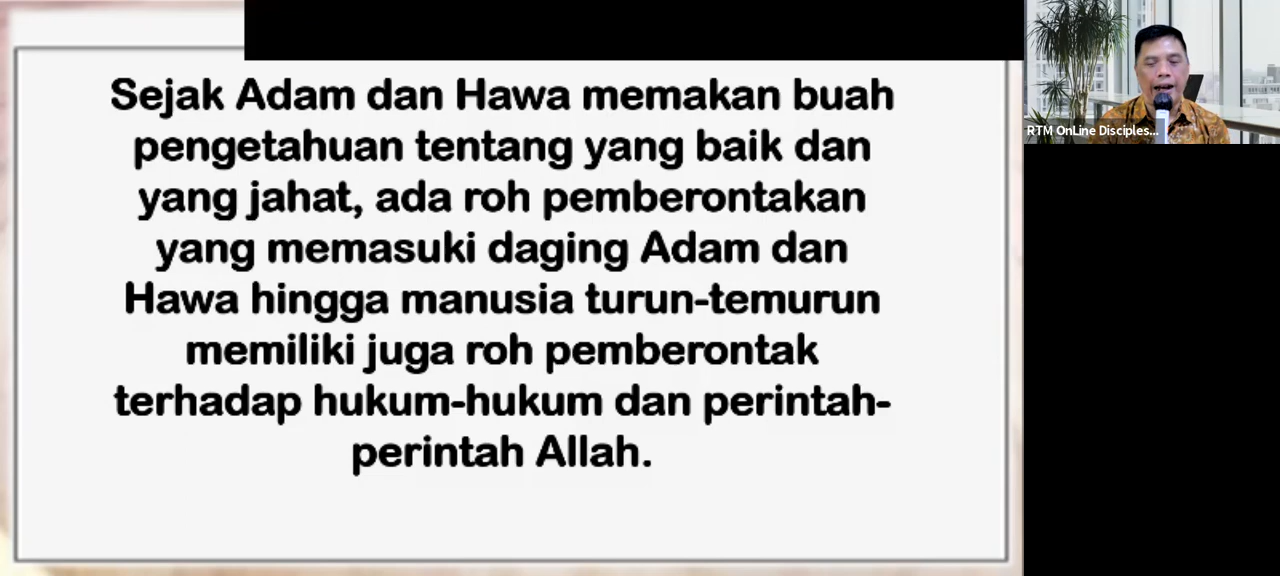 Sejak Adam dan Hawa memakan buah
pengetahuan tentang yang baik dan
yang jahat, ada roh pemberontakan
yang memasuki daging Adam dan
Hawa hingga manusia turun-temurun
memiliki juga roh pemberontak
terhadap hukum-hukum dan perintah-
perintah Allah.
RTM OnLine Disciples...